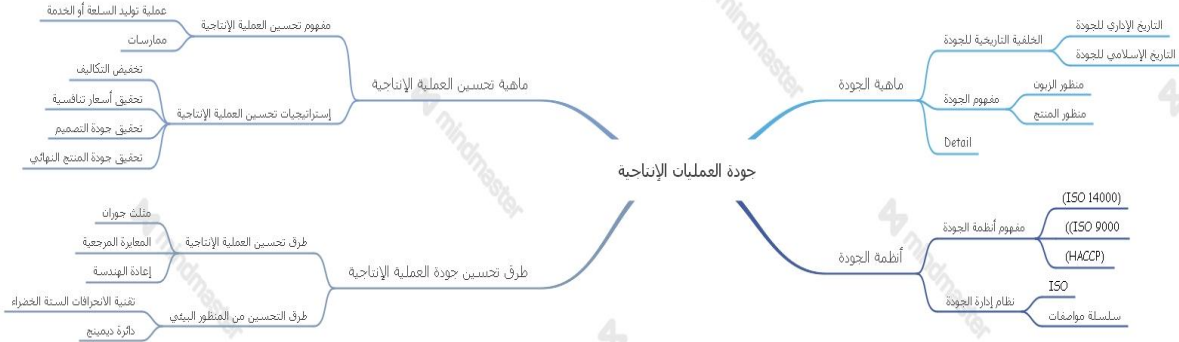 جودة العمليات الإنتاجية
ماهية الجودة
الخلفية التاريخية للجودة
التاريخ الإداري للجودة
التاريخ الإسلامي للجودة
مفهوم الجودة
منظور الزبون
منظور المنتج
Detail
أنظمة الجودة
مفهوم أنظمة الجودة
(ISO 14000)
((ISO 9000
(HACCP)
نظام إدارة الجودة
ISO
سلسلة مواصفات
ماهية تحسين العملية الإنتاجية
مفهوم تحسين العملية الإنتاجية
عملية توليد السلعة أو الخدمة
ممارسات
إستراتيجيات تحسين العملية الإنتاجية
تخفيض التكاليف
تحقيق أسعار تنافسية
تحقيق جودة التصميم
تحقيق جودة المنتج النهائي
طرق تحسين جودة العملية الإنتاجية
طرق تحسين العملية الإنتاجية
مثلث جوران
المعايرة المرجعية
إعادة الهندسة
طرق التحسين من المنظور البيئي
تقنية الانحرافات الستة الخضراء
دائرة ديمينج
mindmaster
mindmaster
mindmaster
mindmaster